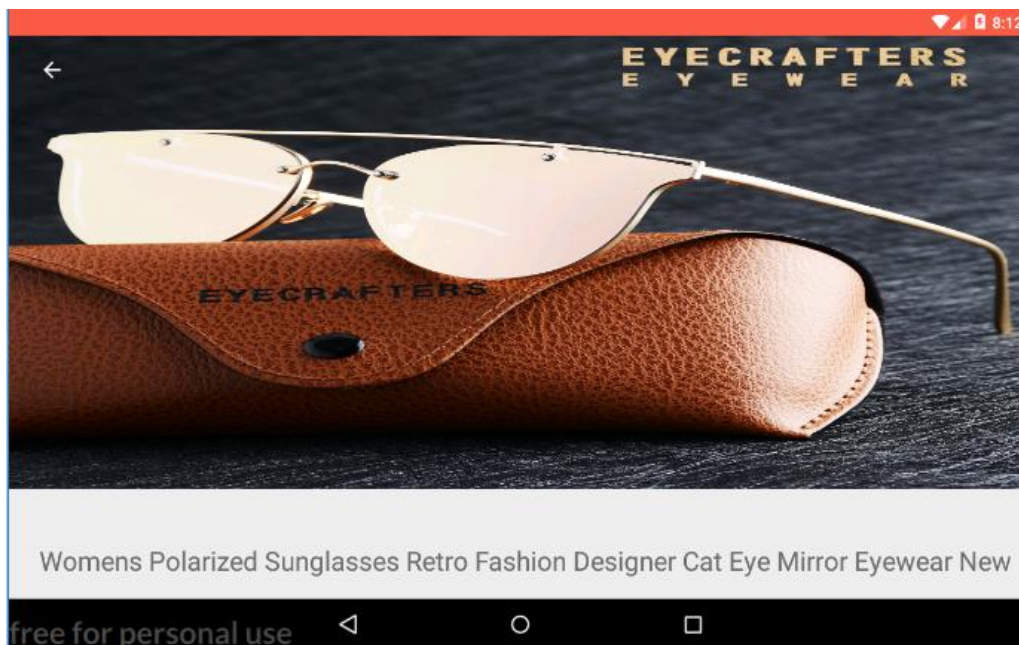 8:12
EYECRAFTERS
EYEWEAR
EYECRAFTERS
Womens Polarized Sunglasses Retro Fashion Designer Cat Eye Mirror Eyewear New
free for personal use